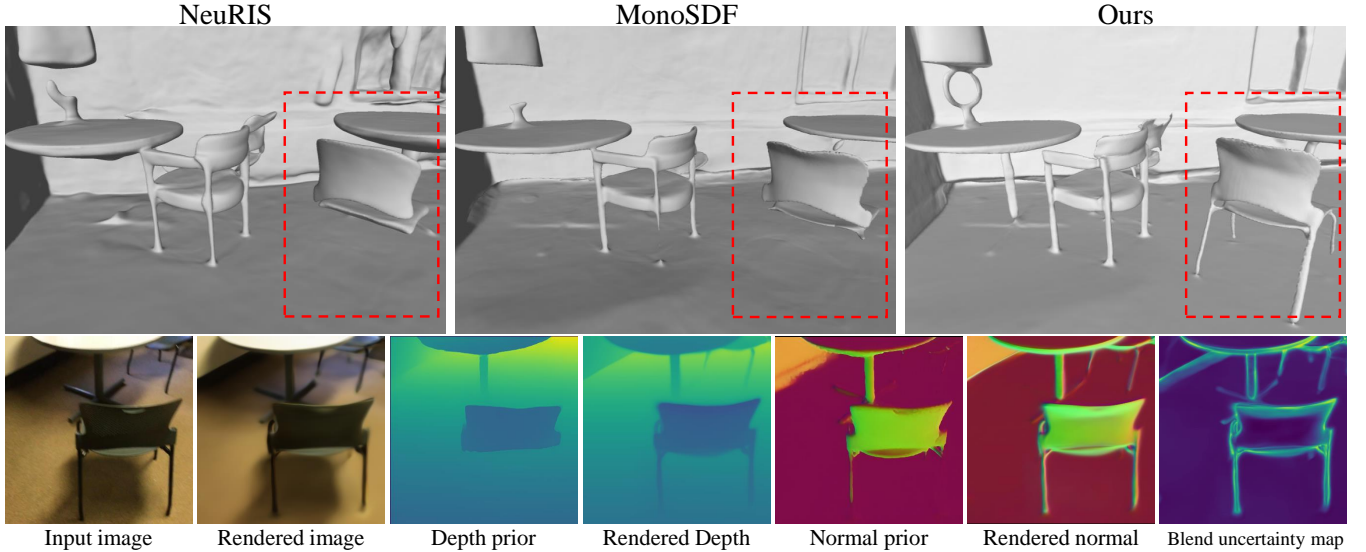 NeuRIS
MonoSDF
Ours
Input image
Rendered image
Depth prior
Rendered Depth
Normal prior
Rendered normal
Blend uncertainty map